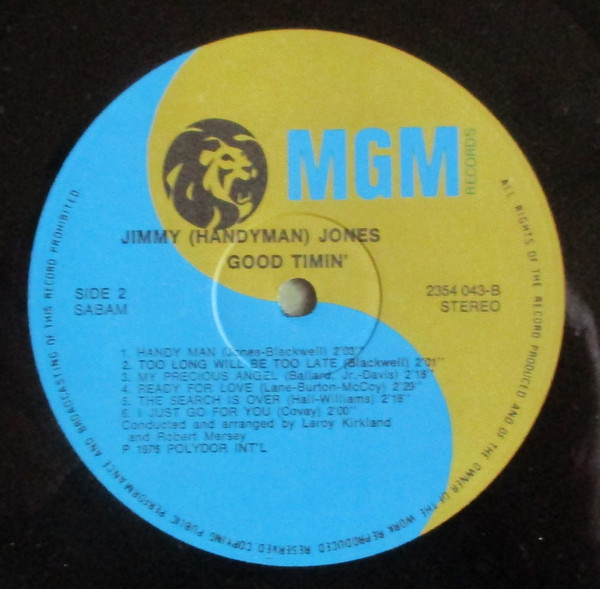 MGM
RECORDS
JIMMY (HANDYMAN) JONES
GOOD TIMIN'
SIDE 2
SABAM
2354 043-B
STEREO
1. HANDY MAN (Jones-Blackwell) 2'03"
2. TOO LONG WILL BE TOO LATE (Blackwell) 2'01"
3. MY PRECIOUS ANGEL (Balland, Jr.-Davis) 2'18"
4. READY FOR LOVE (Lane-Burton-McCoy) 2'29"
5. THE SEARCH IS OVER (Hall-Williams) 2'18"
6. I JUST GO FOR YOU (Covay) 2'00"
Conducted and arranged by Leroy Kirkland
and Robert Mersey
P 1975 POLYDOR INT'L
ALL RIGHTS OF THE RECORD PRODUCED AND OF THE OWNER OF THE WORK REPRODUCED RESERVED. COPYING PUBLIC PERFORMANCE AND BROADCASTING OF THIS RECORD PROHIBITED.